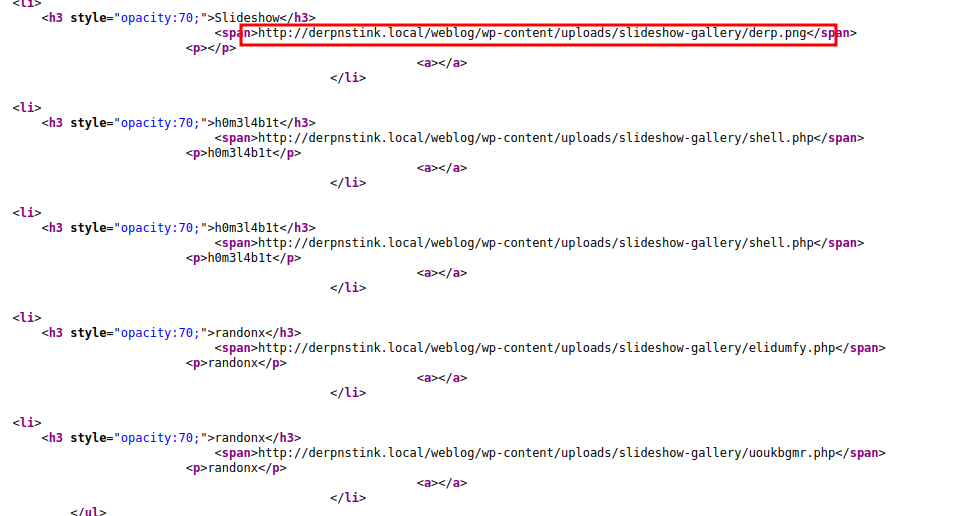 <li>
<h3 style="opacity:70;">Slideshow</h3>
<span>http://derpnstink.local/weblog/wp-content/uploads/slideshow-gallery/derp.png</span>
<p></p>
<a></a>
</li>
<li>
<h3 style="opacity:70;">h0m3l4b1t</h3>
<span>http://derpnstink.local/weblog/wp-content/uploads/slideshow-gallery/shell.php</span>
<p>h0m3l4b1t</p>
<a></a>
</li>
<li>
<h3 style="opacity:70;">h0m3l4b1t</h3>
<span>http://derpnstink.local/weblog/wp-content/uploads/slideshow-gallery/shell.php</span>
<p>h0m3l4b1t</p>
<a></a>
</li>
<li>
<h3 style="opacity:70;">randonx</h3>
<span>http://derpnstink.local/weblog/wp-content/uploads/slideshow-gallery/elidumfy.php</span>
<p>randonx</p>
<a></a>
</li>
<li>
<h3 style="opacity:70;">randonx</h3>
<span>http://derpnstink.local/weblog/wp-content/uploads/slideshow-gallery/uoukbgmr.php</span>
<p>randonx</p>
<a></a>
</li>
</ul>